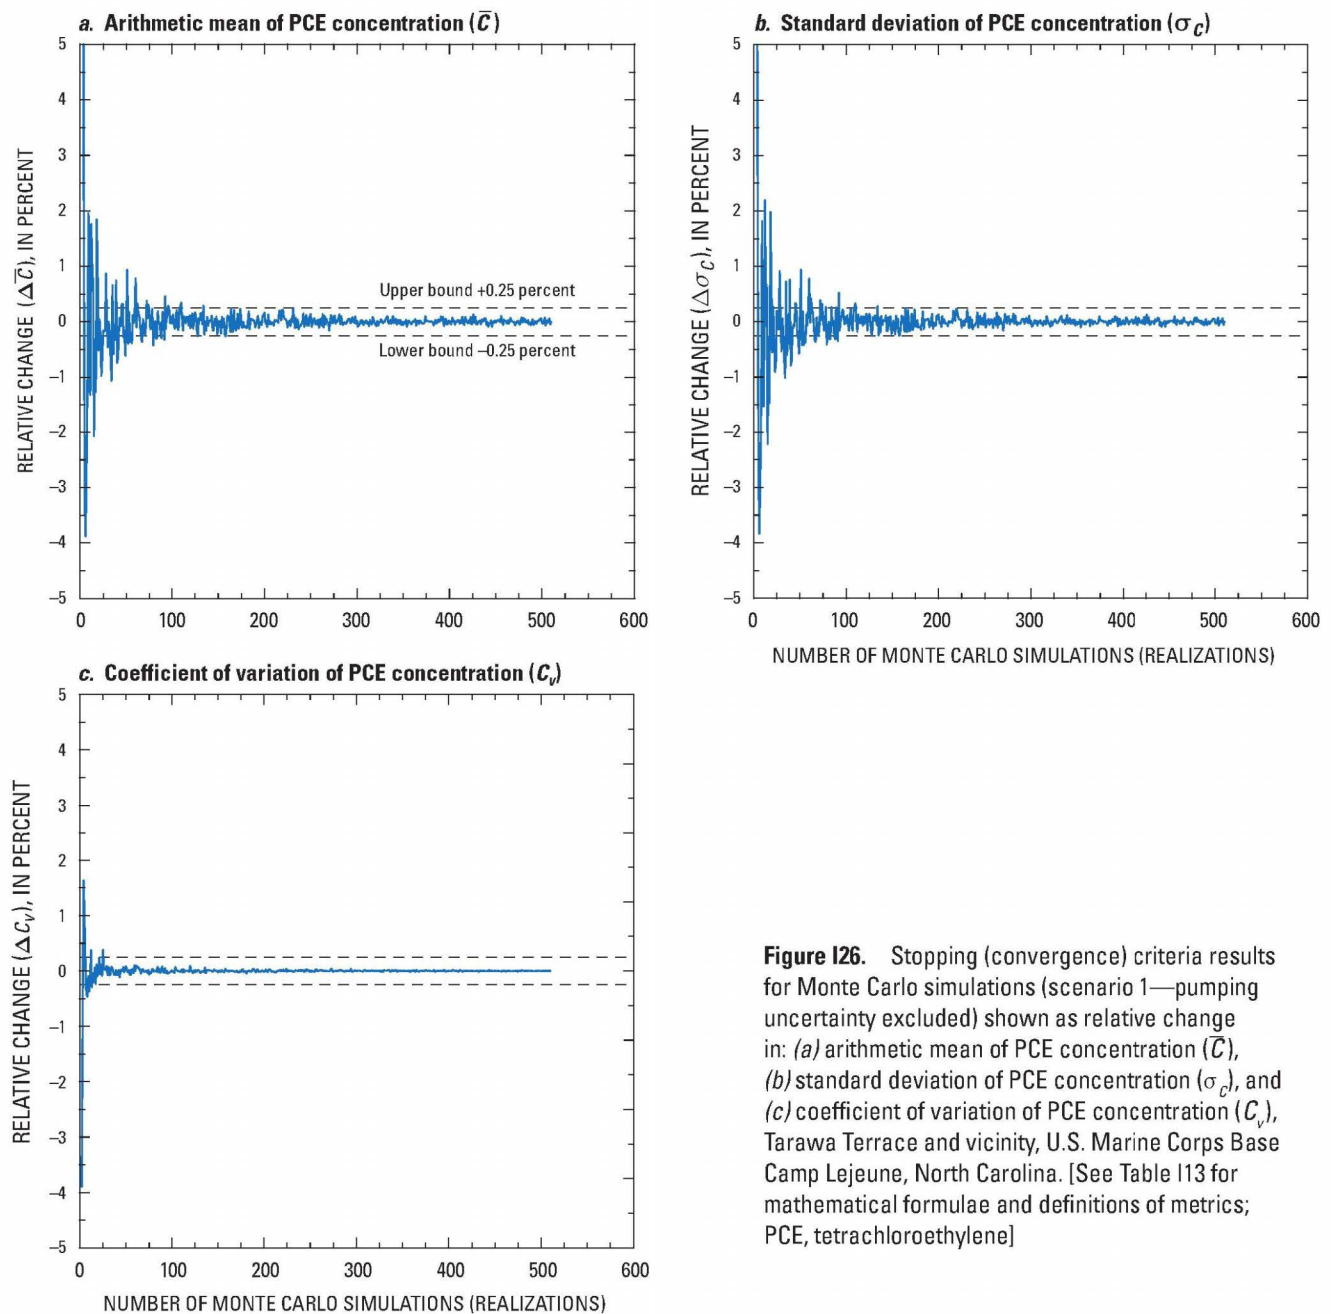 a. Arithmetic mean of PCE concentration (C̅)
5
4
3
2
1
0
–1
–2
–3
–4
–5
RELATIVE CHANGE (ΔC̅), IN PERCENT
Upper bound +0.25 percent
Lower bound –0.25 percent
0 100 200 300 400 500 600
b. Standard deviation of PCE concentration (σC)
5
4
3
2
1
0
–1
–2
–3
–4
–5
RELATIVE CHANGE (ΔσC), IN PERCENT
0 100 200 300 400 500 600
NUMBER OF MONTE CARLO SIMULATIONS (REALIZATIONS)
c. Coefficient of variation of PCE concentration (Cv)
5
4
3
2
1
0
–1
–2
–3
–4
–5
RELATIVE CHANGE (ΔCv), IN PERCENT
0 100 200 300 400 500 600
NUMBER OF MONTE CARLO SIMULATIONS (REALIZATIONS)
Figure I26. Stopping (convergence) criteria results
for Monte Carlo simulations (scenario 1—pumping
uncertainty excluded) shown as relative change
in: (a) arithmetic mean of PCE concentration (C̅),
(b) standard deviation of PCE concentration (σc), and
(c) coefficient of variation of PCE concentration (Cv),
Tarawa Terrace and vicinity, U.S. Marine Corps Base
Camp Lejeune, North Carolina. [See Table I13 for
mathematical formulae and definitions of metrics;
PCE, tetrachloroethylene]